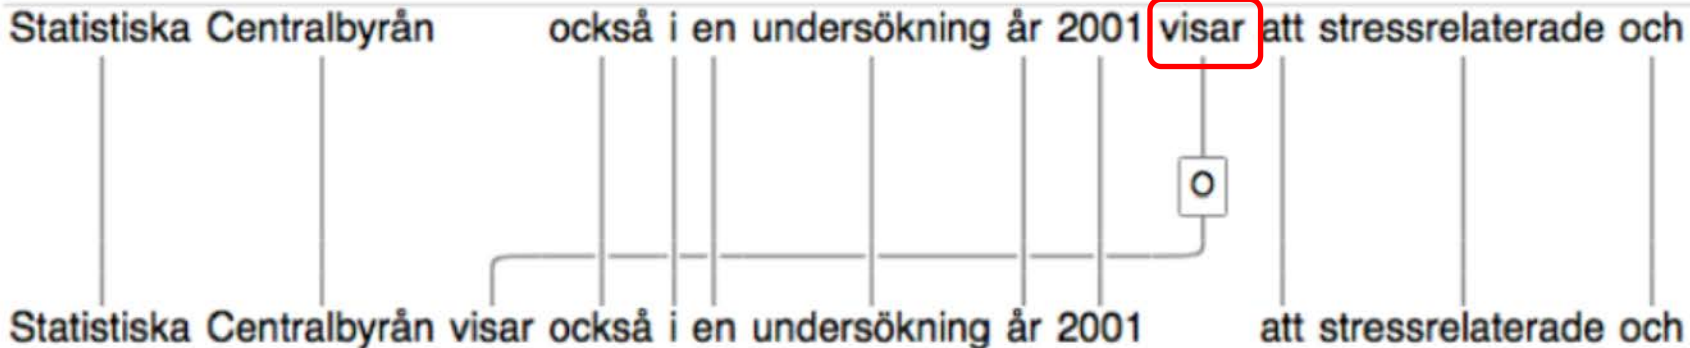 Statistiska Centralbyrån också i en undersökning år 2001 visar att stressrelaterade och
O
Statistiska Centralbyrån visar också i en undersökning år 2001 att stressrelaterade och